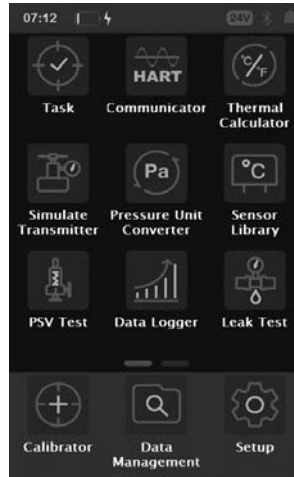 07:12 24V
HART
°C/°F
Task Communicator Thermal
Calculator
Pa °C
Simulate Pressure Unit Sensor
Transmitter Converter Library
PSV Test Data Logger Leak Test
Calibrator Data Setup
Management